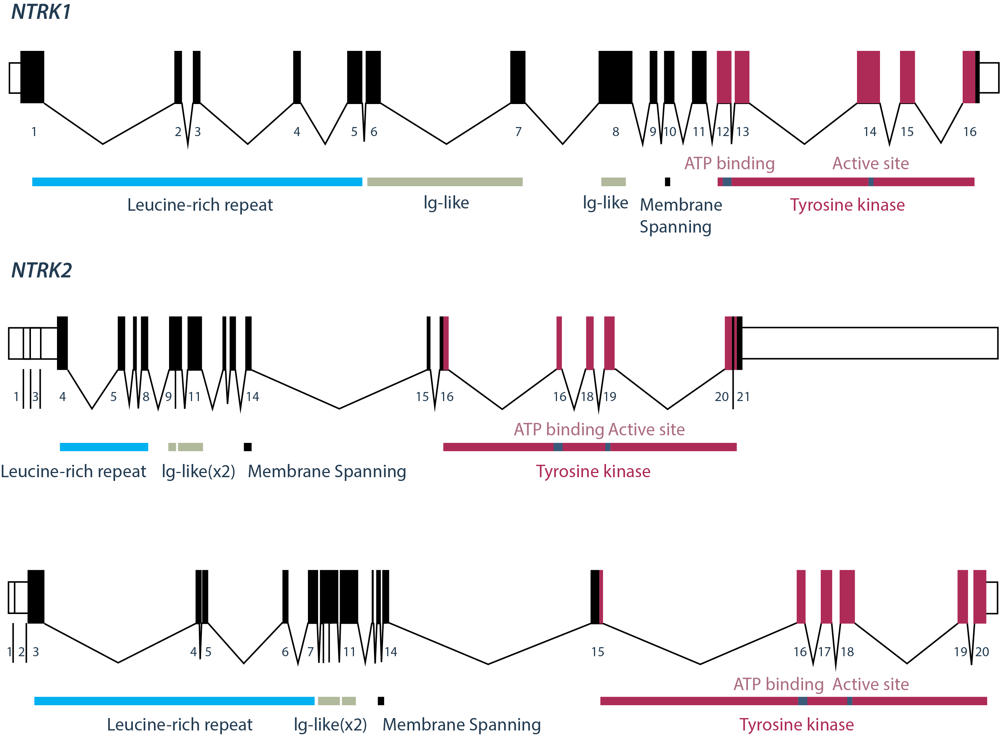 NTRK1
1 2 3 4 5 6 7 8 9 10 11 12 13 14 15 16
ATP binding Active site
Leucine-rich repeat Ig-like Ig-like Membrane Spanning Tyrosine kinase
NTRK2
1 3 4 5 8 9 11 14 15 16 16 18 19 20 21
ATP binding Active site
Leucine-rich repeat Ig-like(x2) Membrane Spanning Tyrosine kinase
1 2 3 4 5 6 7 11 14 15 16 17 18 19 20
ATP binding Active site
Leucine-rich repeat Ig-like(x2) Membrane Spanning Tyrosine kinase